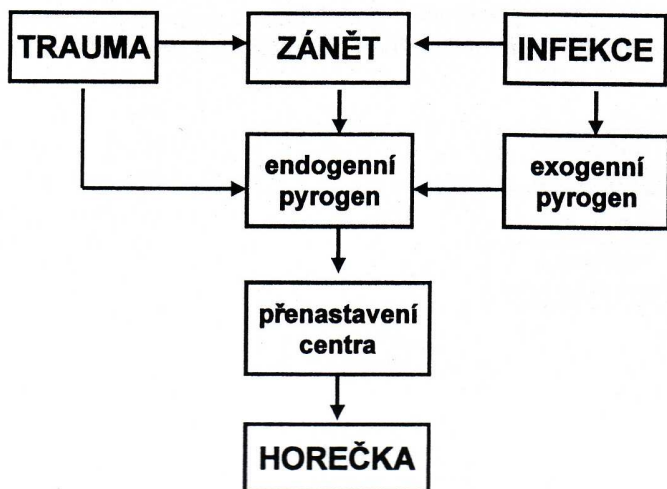 TRAUMA
ZÁNĚT
INFEKCE
endogenní
pyrogen
exogenní
pyrogen
přenastavení
centra
HOREČKA